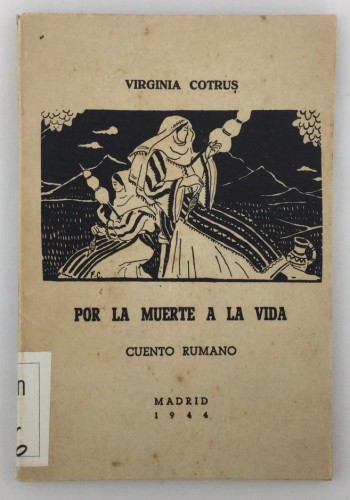 VIRGINIA COTRUȘ
F.C.
POR LA MUERTE A LA VIDA
CUENTO RUMANO
MADRID
1944
n